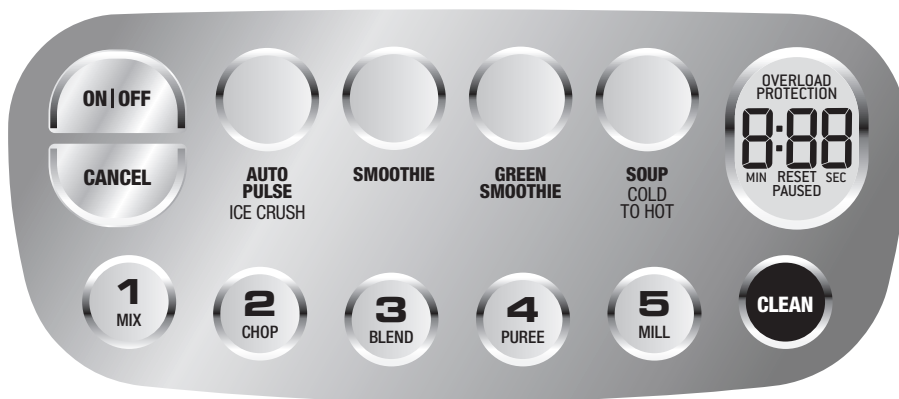 ON|OFF
CANCEL
AUTO
PULSE
ICE CRUSH
SMOOTHIE
GREEN
SMOOTHIE
SOUP
COLD
TO HOT
OVERLOAD
PROTECTION
8:88
MIN RESET SEC
PAUSED
1
MIX
2
CHOP
3
BLEND
4
PUREE
5
MILL
CLEAN